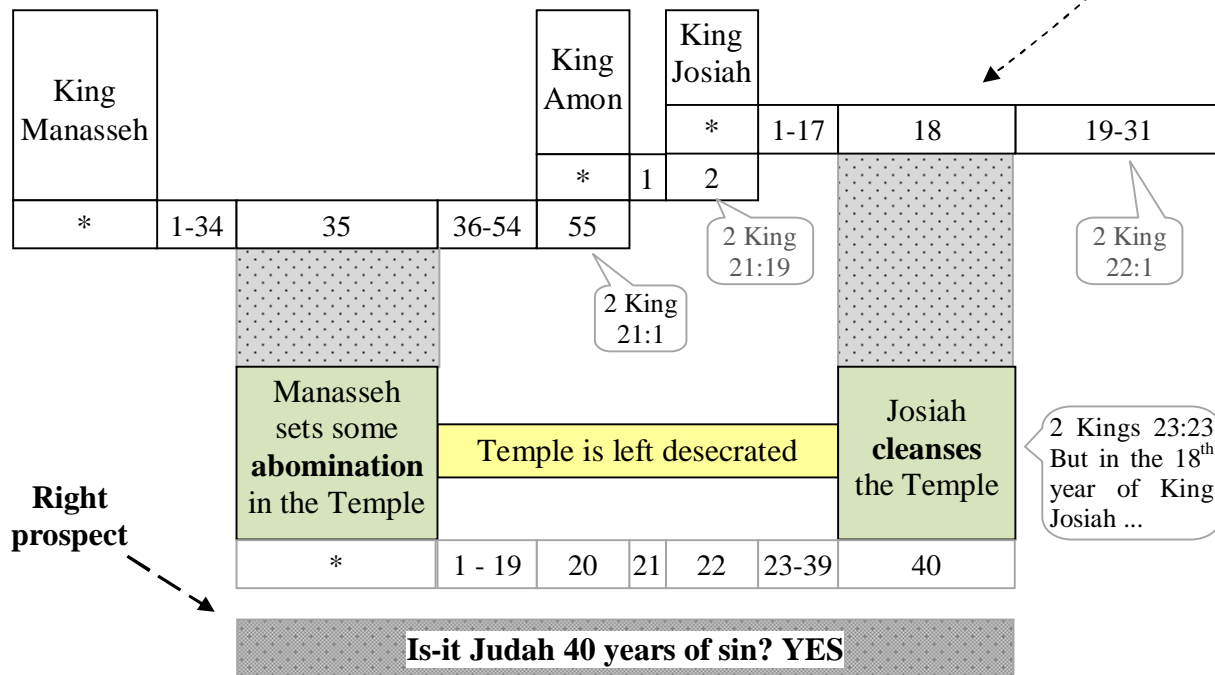 King
Manasseh
King
Amon
King
Josiah
* 1-17 18 19-31
* 1 2
* 1-34 35 36-54 55
2 King
21:19
2 King
22:1
2 King
21:1
Manasseh
sets some
abomination
in the Temple
Temple is left desecrated
Josiah
cleanses
the Temple
2 Kings 23:23
But in the 18th
year of King
Josiah ...
Right
prospect
* 1 - 19 20 21 22 23-39 40
Is-it Judah 40 years of sin? YES